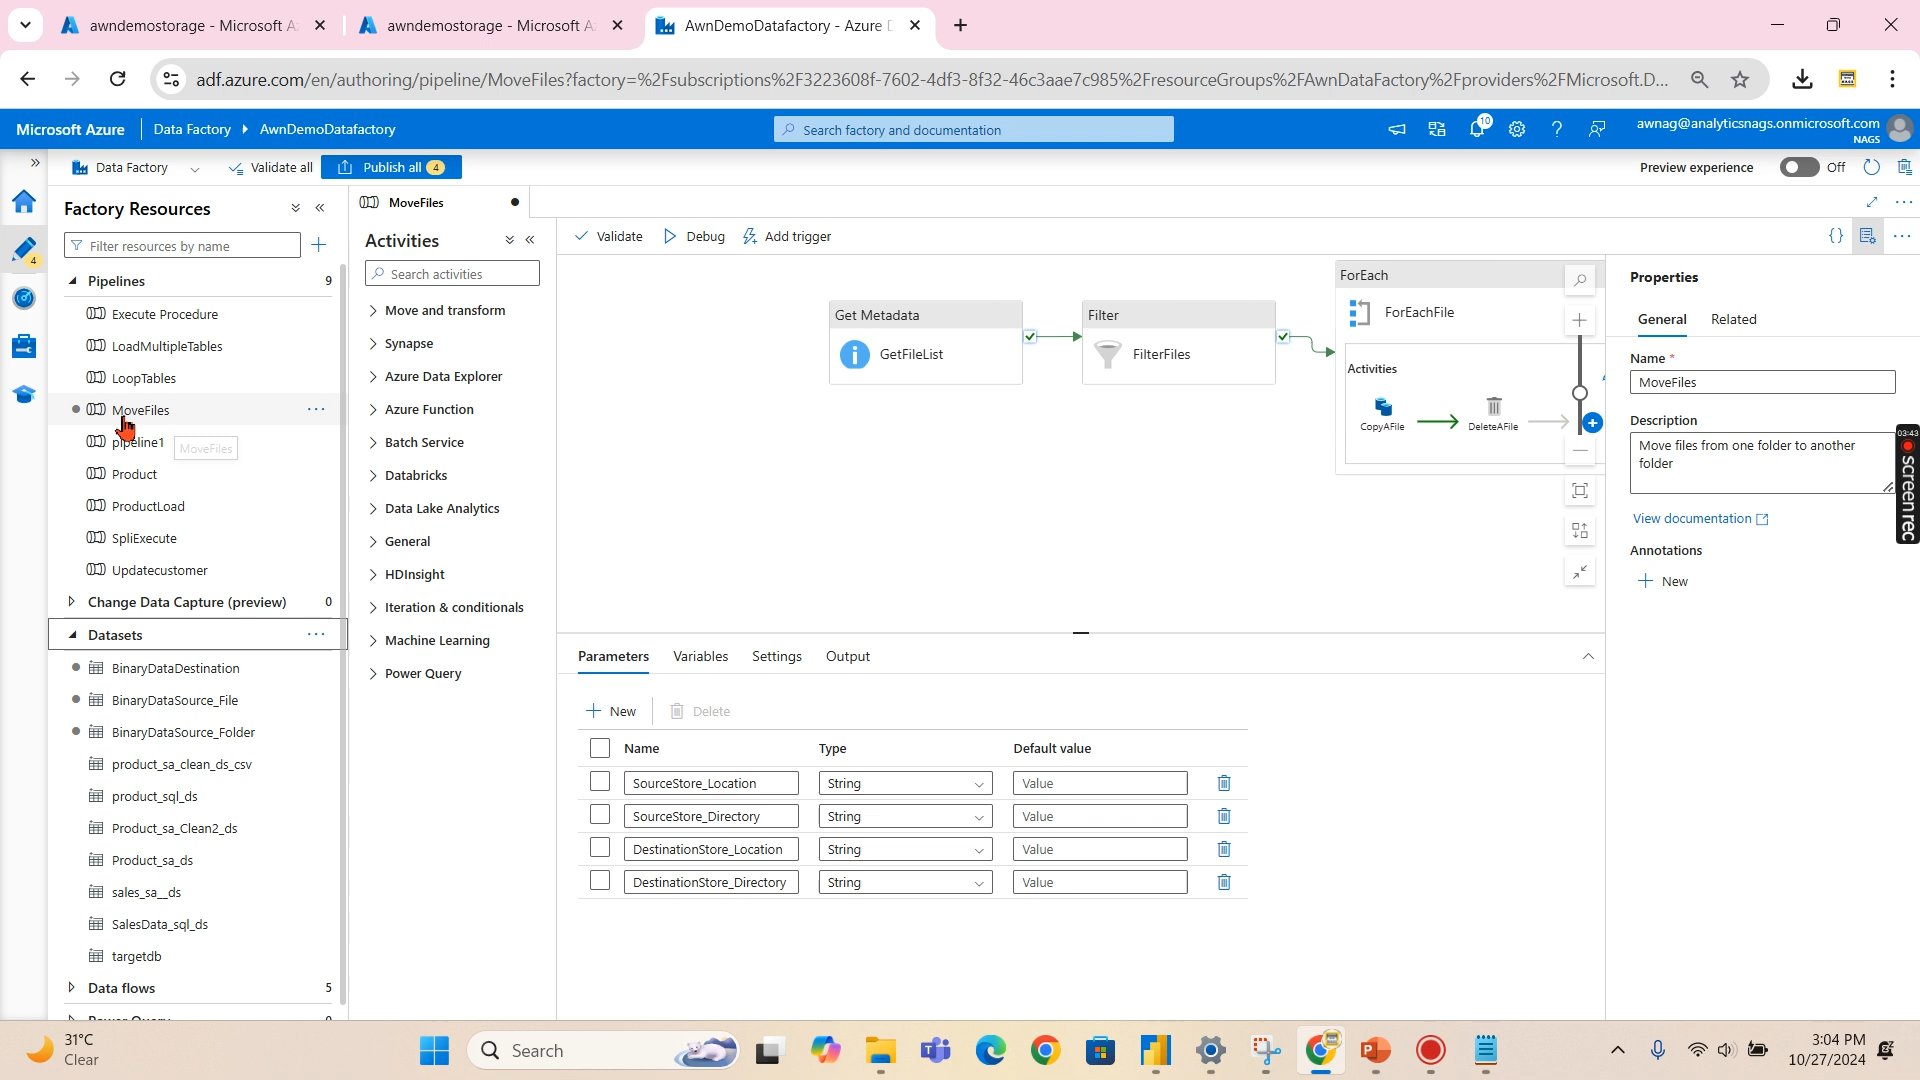 awndemostorage - Microsoft A
awndemostorage - Microsoft A
AwnDemoDatafactory - Azure D
adf.azure.com/en/authoring/pipeline/MoveFiles?factory=%2Fsubscriptions%2F3223608f-7602-4df3-8f32-46c3aae7c985%2FresourceGroups%2FAwnDataFactory%2Fproviders%2FMicrosoft.D...
Microsoft Azure
Data Factory
AwnDemoDatafactory
Search factory and documentation
10
awnag@analyticsnags.onmicrosoft.com
NAGS
Data Factory
Validate all
Publish all 4
Preview experience
Off
4
Factory Resources
Filter resources by name
Pipelines 9
Execute Procedure
LoadMultipleTables
LoopTables
MoveFiles
pipeline1
MoveFiles
Product
ProductLoad
SpliExecute
Updatecustomer
Change Data Capture (preview) 0
Datasets
BinaryDataDestination
BinaryDataSource_File
BinaryDataSource_Folder
product_sa_clean_ds_csv
product_sql_ds
Product_sa_Clean2_ds
Product_sa_ds
sales_sa__ds
SalesData_sql_ds
targetdb
Data flows 5
MoveFiles
Activities
Search activities
Move and transform
Synapse
Azure Data Explorer
Azure Function
Batch Service
Databricks
Data Lake Analytics
General
HDInsight
Iteration & conditionals
Machine Learning
Power Query
Validate
Debug
Add trigger
Get Metadata
GetFileList
Filter
FilterFiles
ForEach
ForEachFile
Activities
CopyAFile
DeleteAFile
Parameters
Variables
Settings
Output
New
Delete
Name Type Default value
SourceStore_Location String Value
SourceStore_Directory String Value
DestinationStore_Location String Value
DestinationStore_Directory String Value
Properties
General
Related
Name *
MoveFiles
Description
Move files from one folder to another
folder
View documentation
Annotations
New
03:43
screenrec
31°C
Clear
Search
3:04 PM
10/27/2024